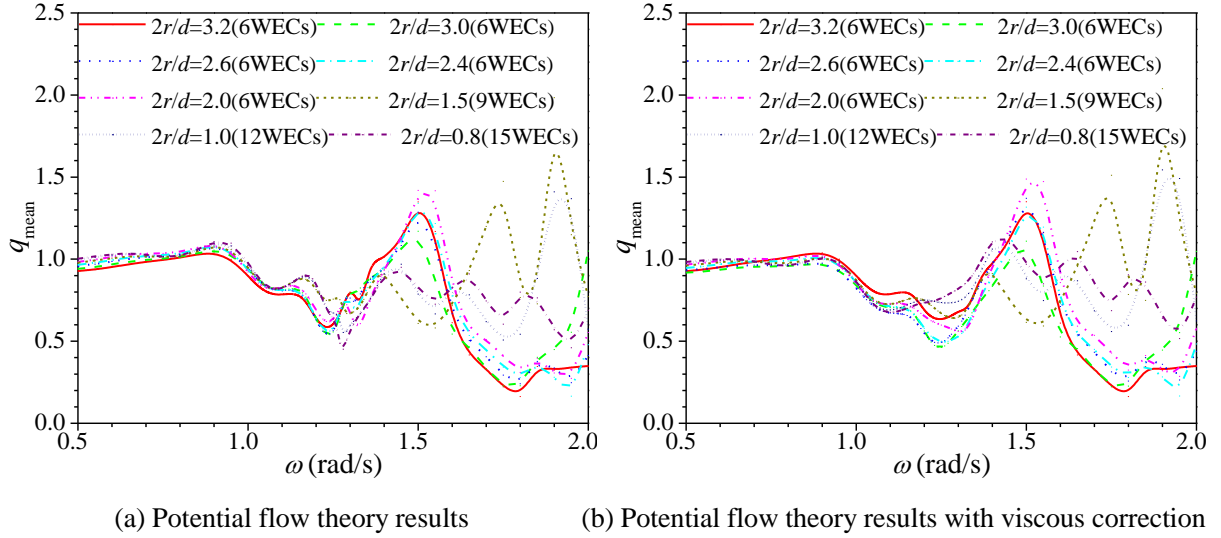 2.5
2.0
1.5
1.0
0.5
0.0
q mean
2r/d=3.2(6WECs) 2r/d=3.0(6WECs)
2r/d=2.6(6WECs) 2r/d=2.4(6WECs)
2r/d=2.0(6WECs) 2r/d=1.5(9WECs)
2r/d=1.0(12WECs) 2r/d=0.8(15WECs)
0.5 1.0 1.5 2.0
ω (rad/s)
(a) Potential flow theory results
2.5
2.0
1.5
1.0
0.5
0.0
q mean
2r/d=3.2(6WECs) 2r/d=3.0(6WECs)
2r/d=2.6(6WECs) 2r/d=2.4(6WECs)
2r/d=2.0(6WECs) 2r/d=1.5(9WECs)
2r/d=1.0(12WECs) 2r/d=0.8(15WECs)
0.5 1.0 1.5 2.0
ω (rad/s)
(b) Potential flow theory results with viscous correction